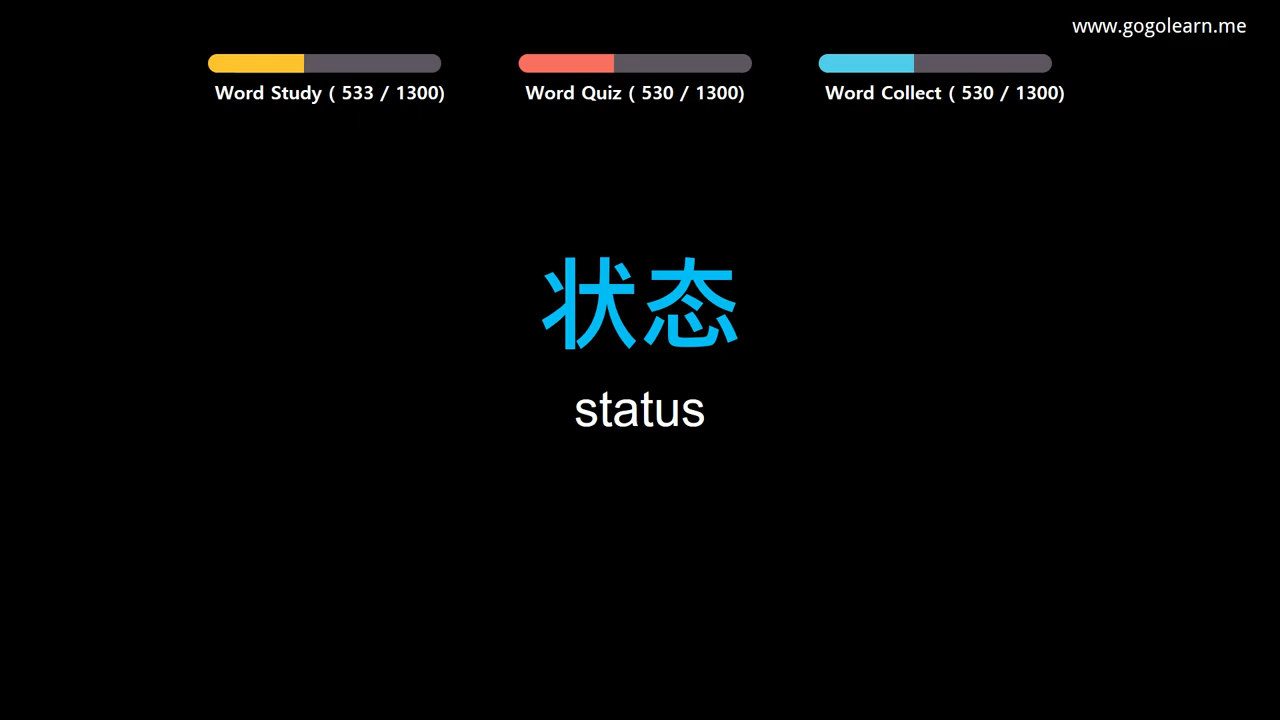 www.gogolearn.me
Word Study ( 533 / 1300)
Word Quiz ( 530 / 1300)
Word Collect ( 530 / 1300)
状态
status